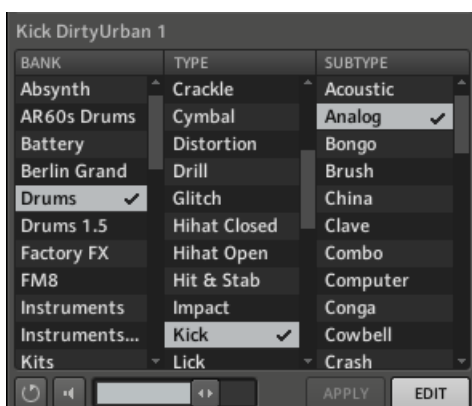 Kick DirtyUrban 1
BANK TYPE SUBTYPE
Absynth Crackle Acoustic
AR60s Drums Cymbal Analog
Battery Distortion Bongo
Berlin Grand Drill Brush
Drums Glitch China
Drums 1.5 Hihat Closed Clave
Factory FX Hihat Open Combo
FM8 Hit & Stab Computer
Instruments Impact Conga
Instruments... Kick Cowbell
Kits Lick Crash
APPLY EDIT